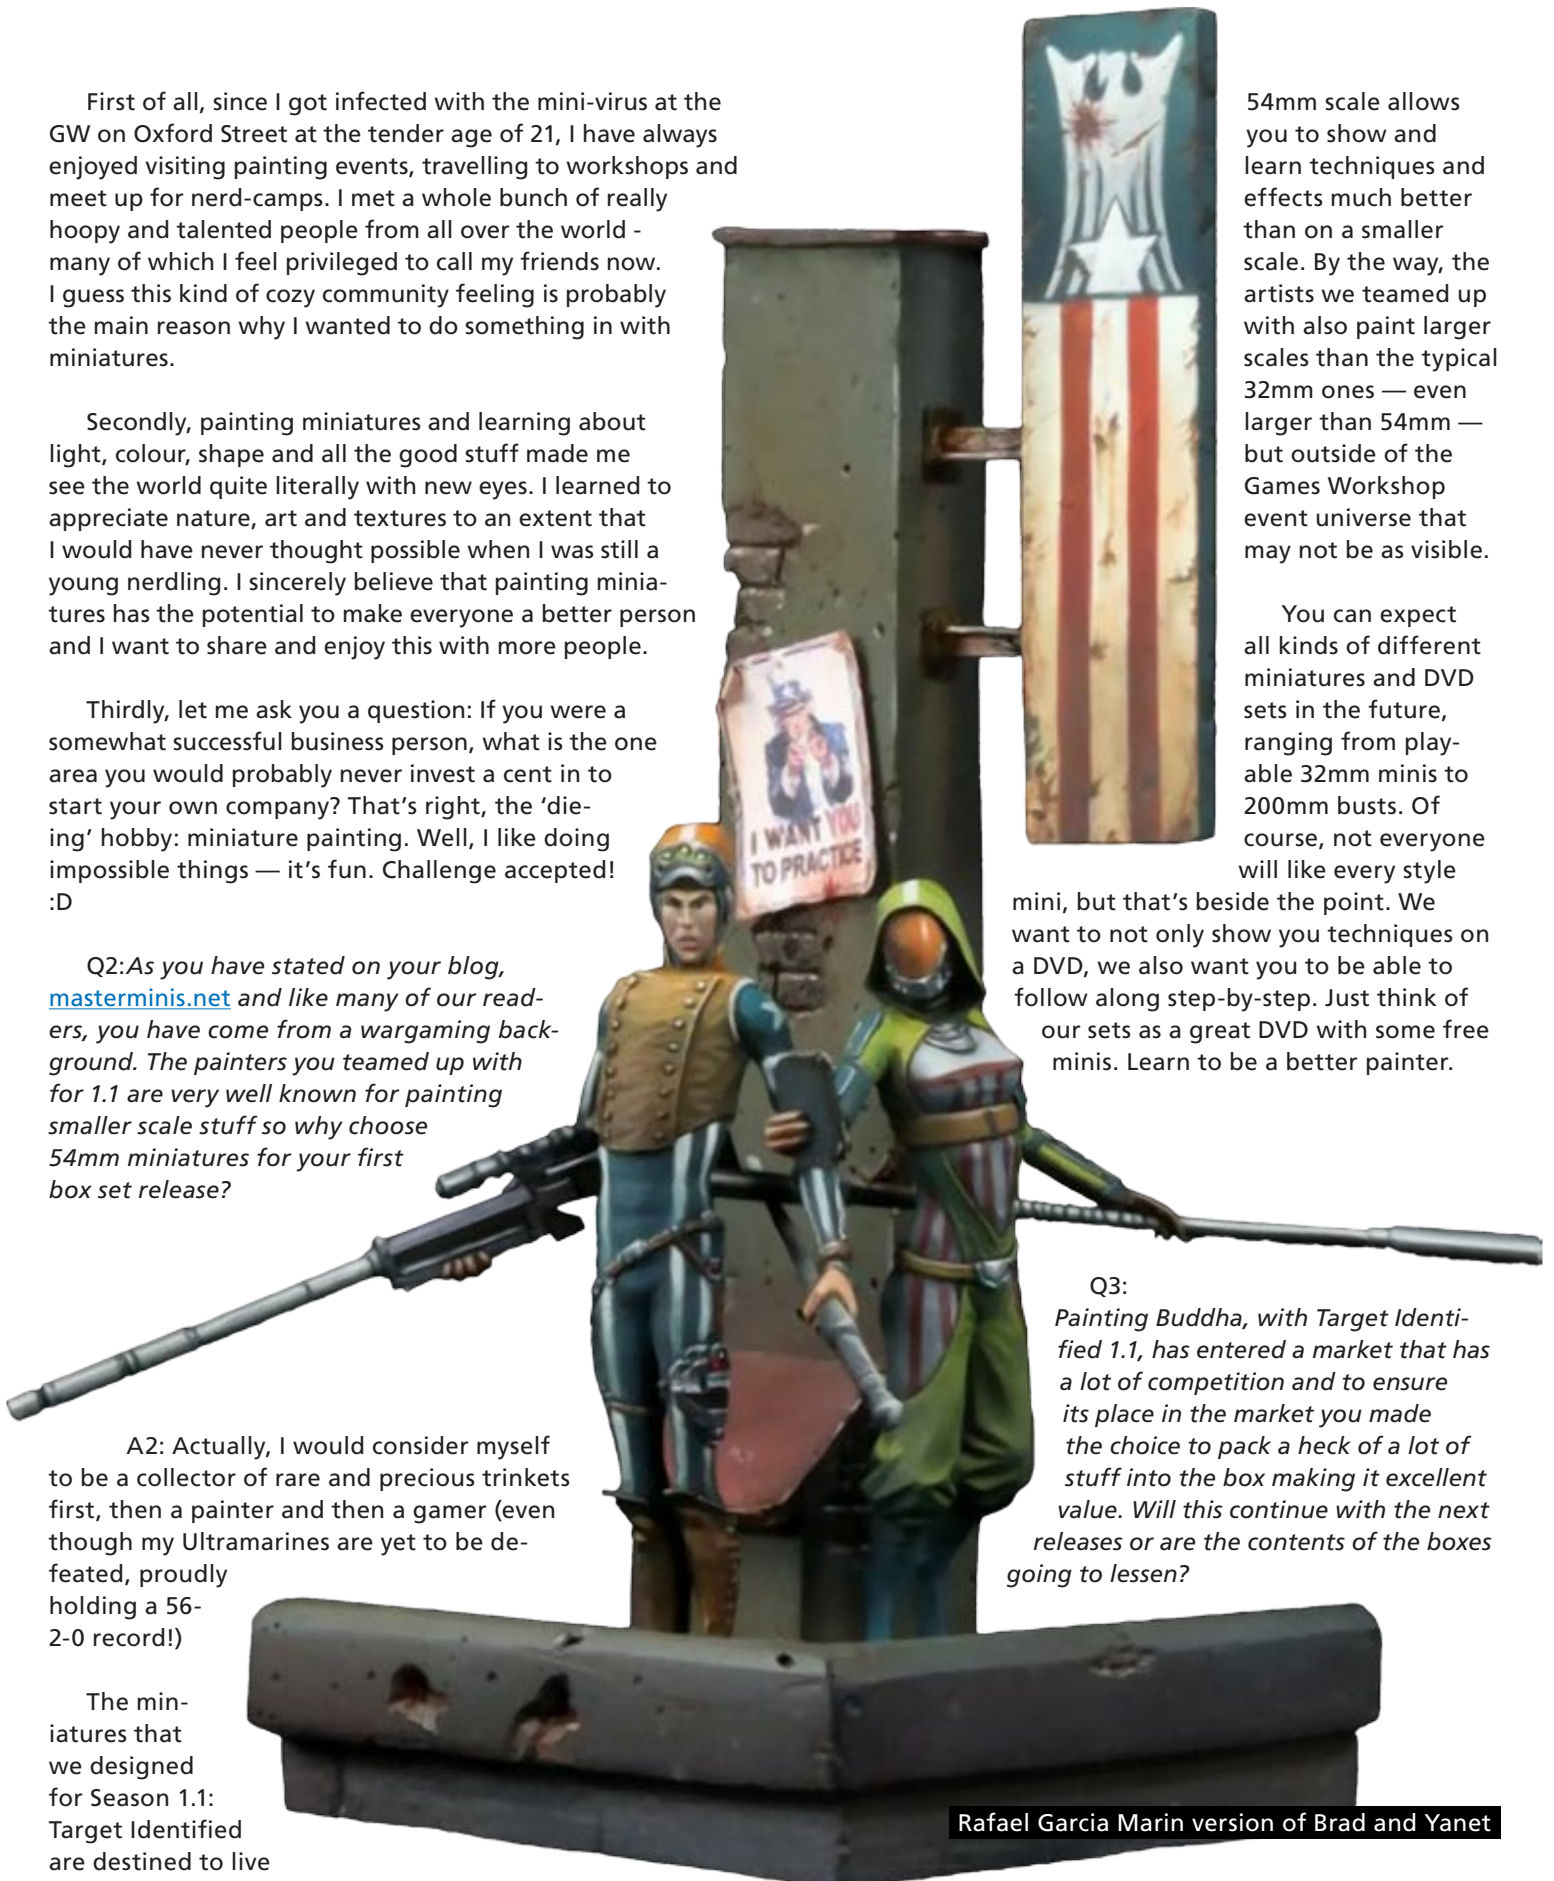 First of all, since I got infected with the mini-virus at the
GW on Oxford Street at the tender age of 21, I have always
enjoyed visiting painting events, travelling to workshops and
meet up for nerd-camps. I met a whole bunch of really
hoopy and talented people from all over the world -
many of which I feel privileged to call my friends now.
I guess this kind of cozy community feeling is probably
the main reason why I wanted to do something in with
miniatures.
Secondly, painting miniatures and learning about
light, colour, shape and all the good stuff made me
see the world quite literally with new eyes. I learned to
appreciate nature, art and textures to an extent that
I would have never thought possible when I was still a
young nerdling. I sincerely believe that painting minia-
tures has the potential to make everyone a better person
and I want to share and enjoy this with more people.
Thirdly, let me ask you a question: If you were a
somewhat successful business person, what is the one
area you would probably never invest a cent in to
start your own company? That's right, the ‘die-
ing’ hobby: miniature painting. Well, I like doing
impossible things — it's fun. Challenge accepted!
:D
Q2:As you have stated on your blog,
masterminis.net and like many of our read-
ers, you have come from a wargaming back-
ground. The painters you teamed up with
for 1.1 are very well known for painting
smaller scale stuff so why choose
54mm miniatures for your first
box set release?
A2: Actually, I would consider myself
to be a collector of rare and precious trinkets
first, then a painter and then a gamer (even
though my Ultramarines are yet to be de-
feated, proudly
holding a 56-
2-0 record!)
The min-
iatures that
we designed
for Season 1.1:
Target Identified
are destined to live
I WANT YOU
TO PRACTICE
54mm scale allows
you to show and
learn techniques and
effects much better
than on a smaller
scale. By the way, the
artists we teamed up
with also paint larger
scales than the typical
32mm ones — even
larger than 54mm —
but outside of the
Games Workshop
event universe that
may not be as visible.
You can expect
all kinds of different
miniatures and DVD
sets in the future,
ranging from play-
able 32mm minis to
200mm busts. Of
course, not everyone
will like every style
mini, but that's beside the point. We
want to not only show you techniques on
a DVD, we also want you to be able to
follow along step-by-step. Just think of
our sets as a great DVD with some free
minis. Learn to be a better painter.
Q3:
Painting Buddha, with Target Identi-
fied 1.1, has entered a market that has
a lot of competition and to ensure
its place in the market you made
the choice to pack a heck of a lot of
stuff into the box making it excellent
value. Will this continue with the next
releases or are the contents of the boxes
going to lessen?
Rafael Garcia Marin version of Brad and Yanet